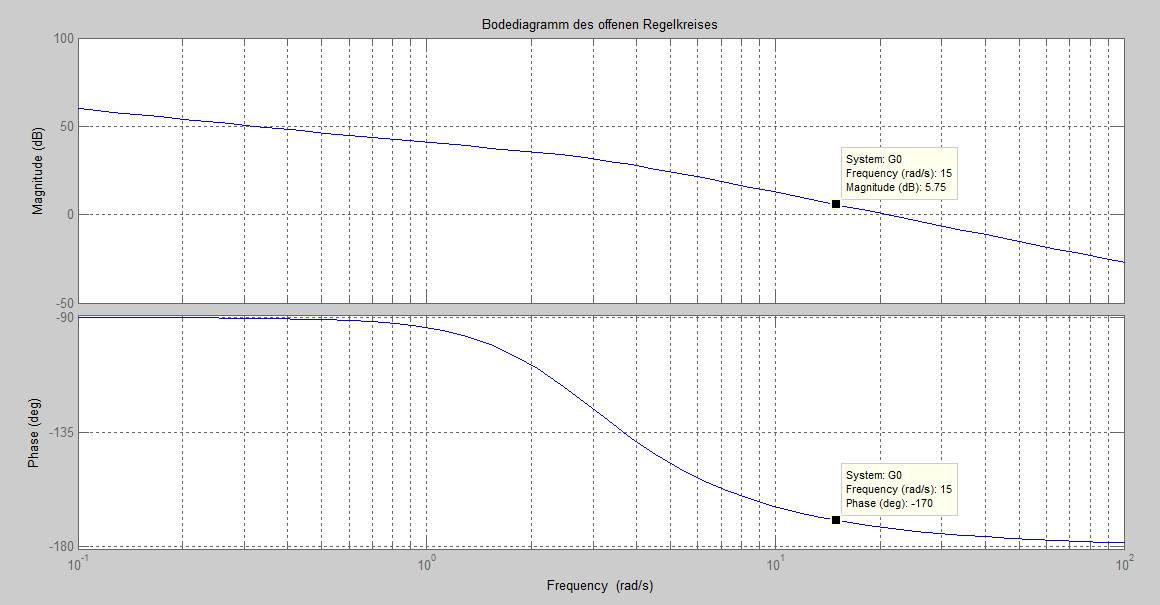 Bodediagramm des offenen Regelkreises
Magnitude (dB)
100
50
0
-50
System: G0
Frequency (rad/s): 15
Magnitude (dB): 5.75
Phase (deg)
-90
-135
-180
System: G0
Frequency (rad/s): 15
Phase (deg): -170
10^-1
10^0
10^1
10^2
Frequency (rad/s)